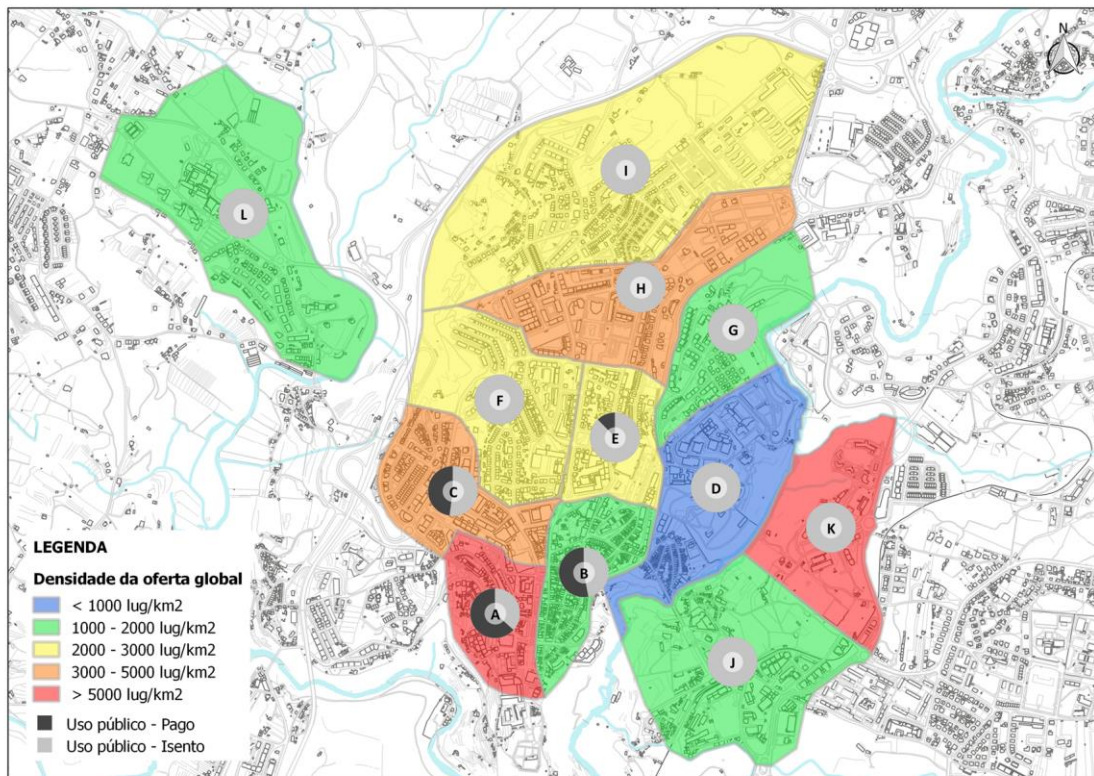 N
I
L
H
G
F
E
C
D
K
B
A
J
LEGENDA
Densidade da oferta global
< 1000 lug/km2
1000 - 2000 lug/km2
2000 - 3000 lug/km2
3000 - 5000 lug/km2
> 5000 lug/km2
Uso público - Pago
Uso público - Isento